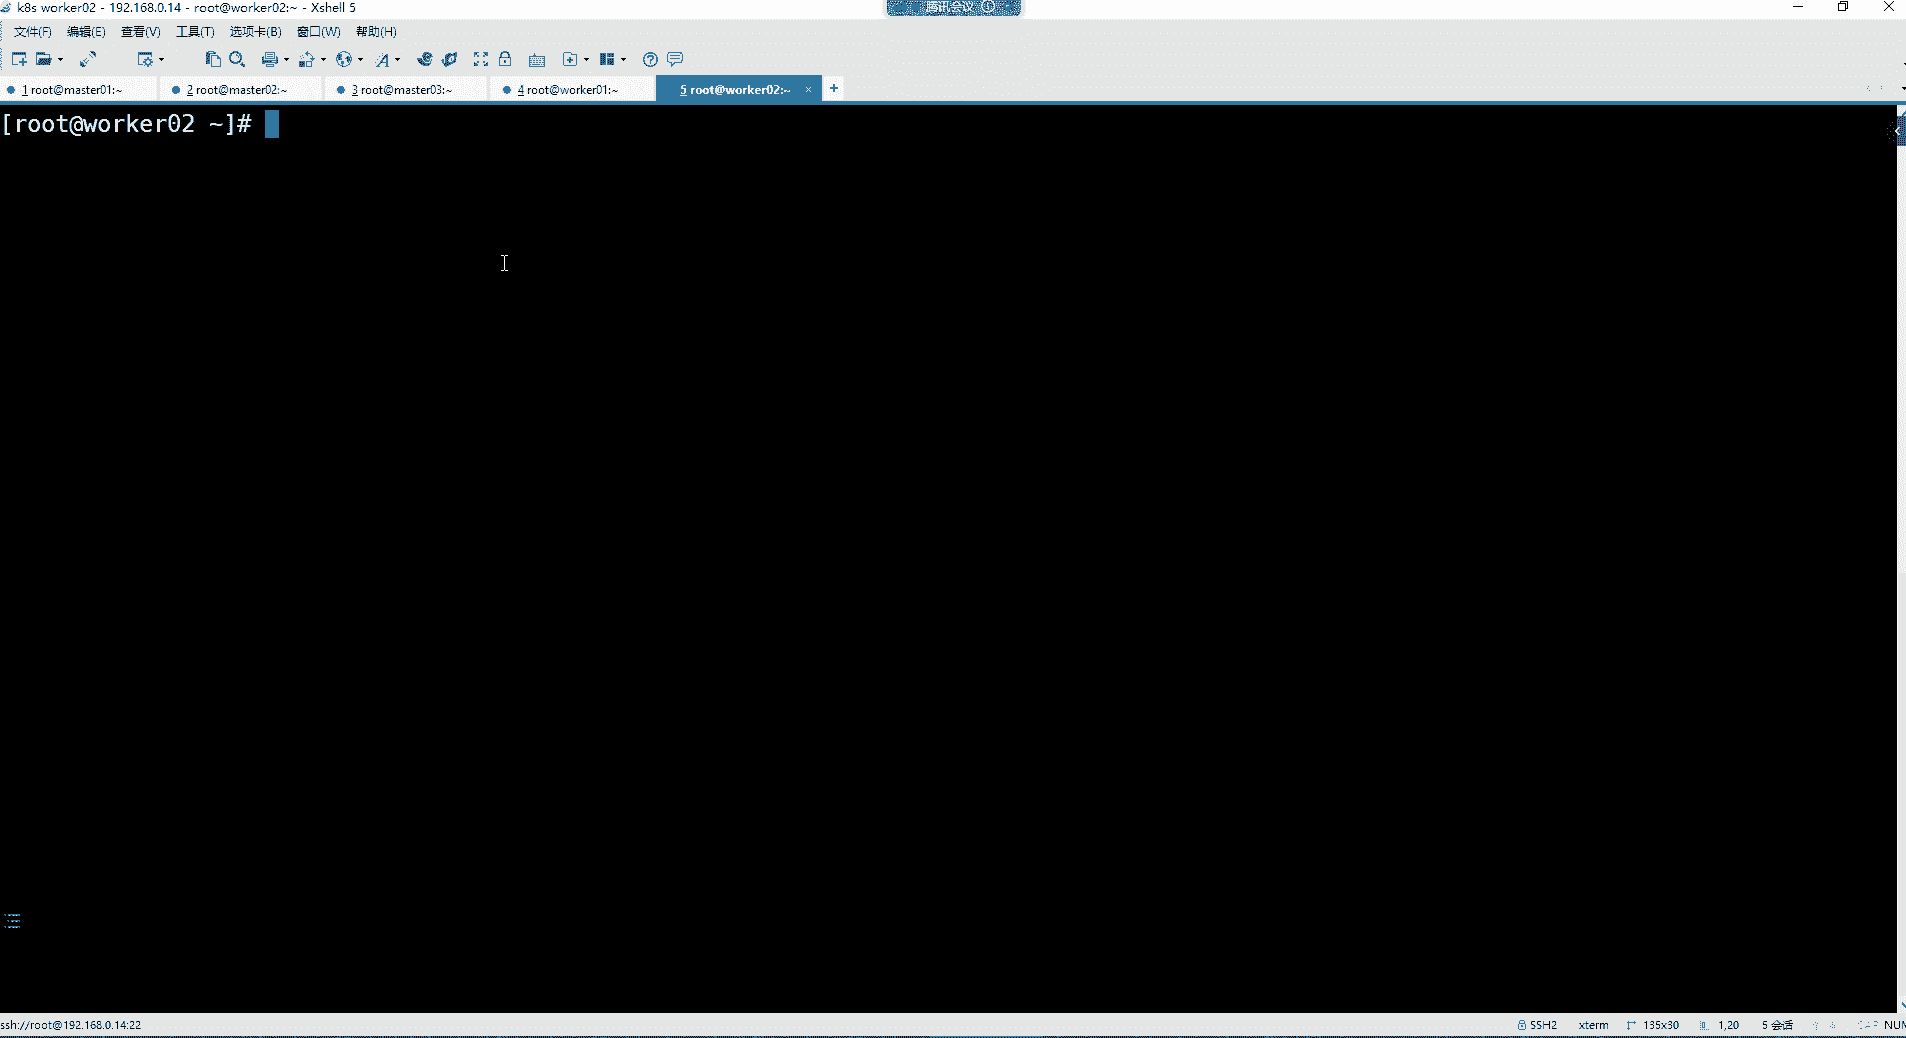 k8s worker02 - 192.168.0.14 - root@worker02:~ - Xshell 5
腾讯会议
文件(F) 编辑(E) 查看(V) 工具(T) 选项卡(B) 窗口(W) 帮助(H)
1 root@master01:~ 2 root@master02:~ 3 root@master03:~ 4 root@worker01:~ 5 root@worker02:~ × +
[root@worker02 ~]#
ssh://root@192.168.0.14:22 SSH2 xterm 135x30 1,20 5 会话 CAP NUM